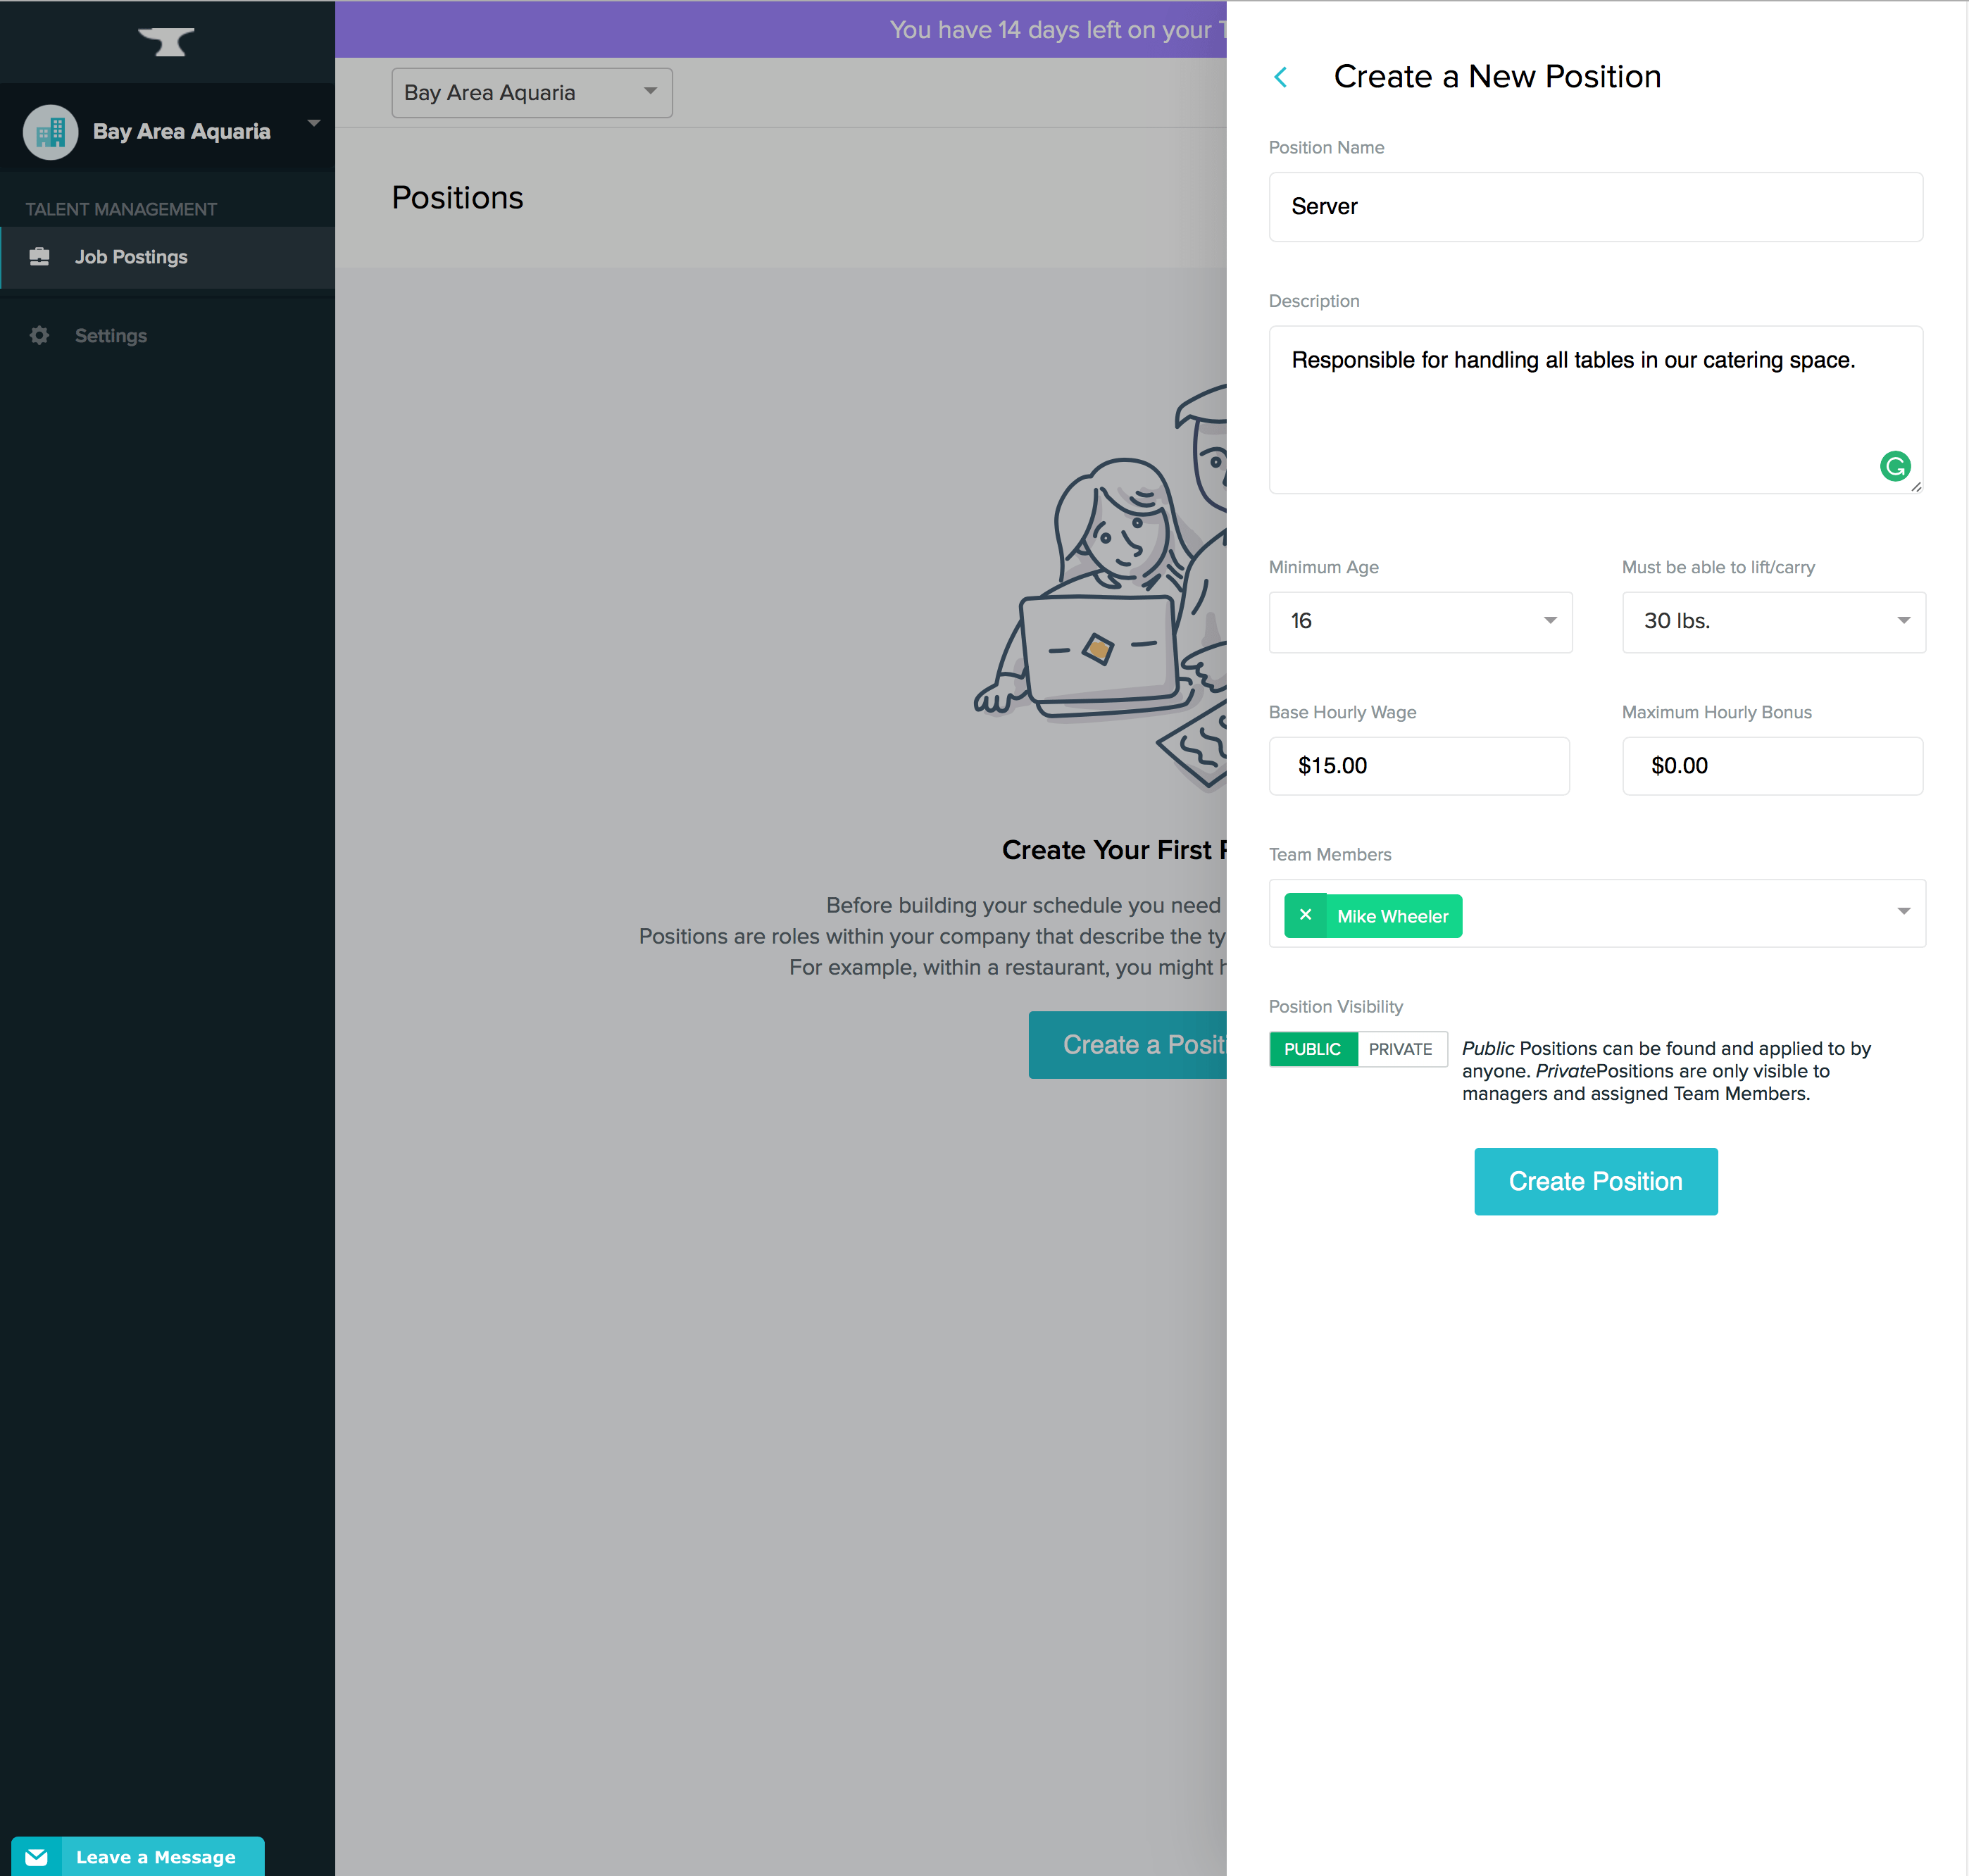 Bay Area Aquaria
TALENT MANAGEMENT
Job Postings
Settings
Leave a Message
You have 14 days left on your
Bay Area Aquaria
Positions
Create Your First
Before building your schedule you need
Positions are roles within your company that describe the ty
For example, within a restaurant, you might
Create a Positi
Create a New Position
Position Name
Server
Description
Responsible for handling all tables in our catering space.
Minimum Age
Must be able to lift/carry
16
30 lbs.
Base Hourly Wage
Maximum Hourly Bonus
$15.00
$0.00
Team Members
× Mike Wheeler
Position Visibility
PUBLIC PRIVATE
Public Positions can be found and applied to by
anyone. PrivatePositions are only visible to
managers and assigned Team Members.
Create Position